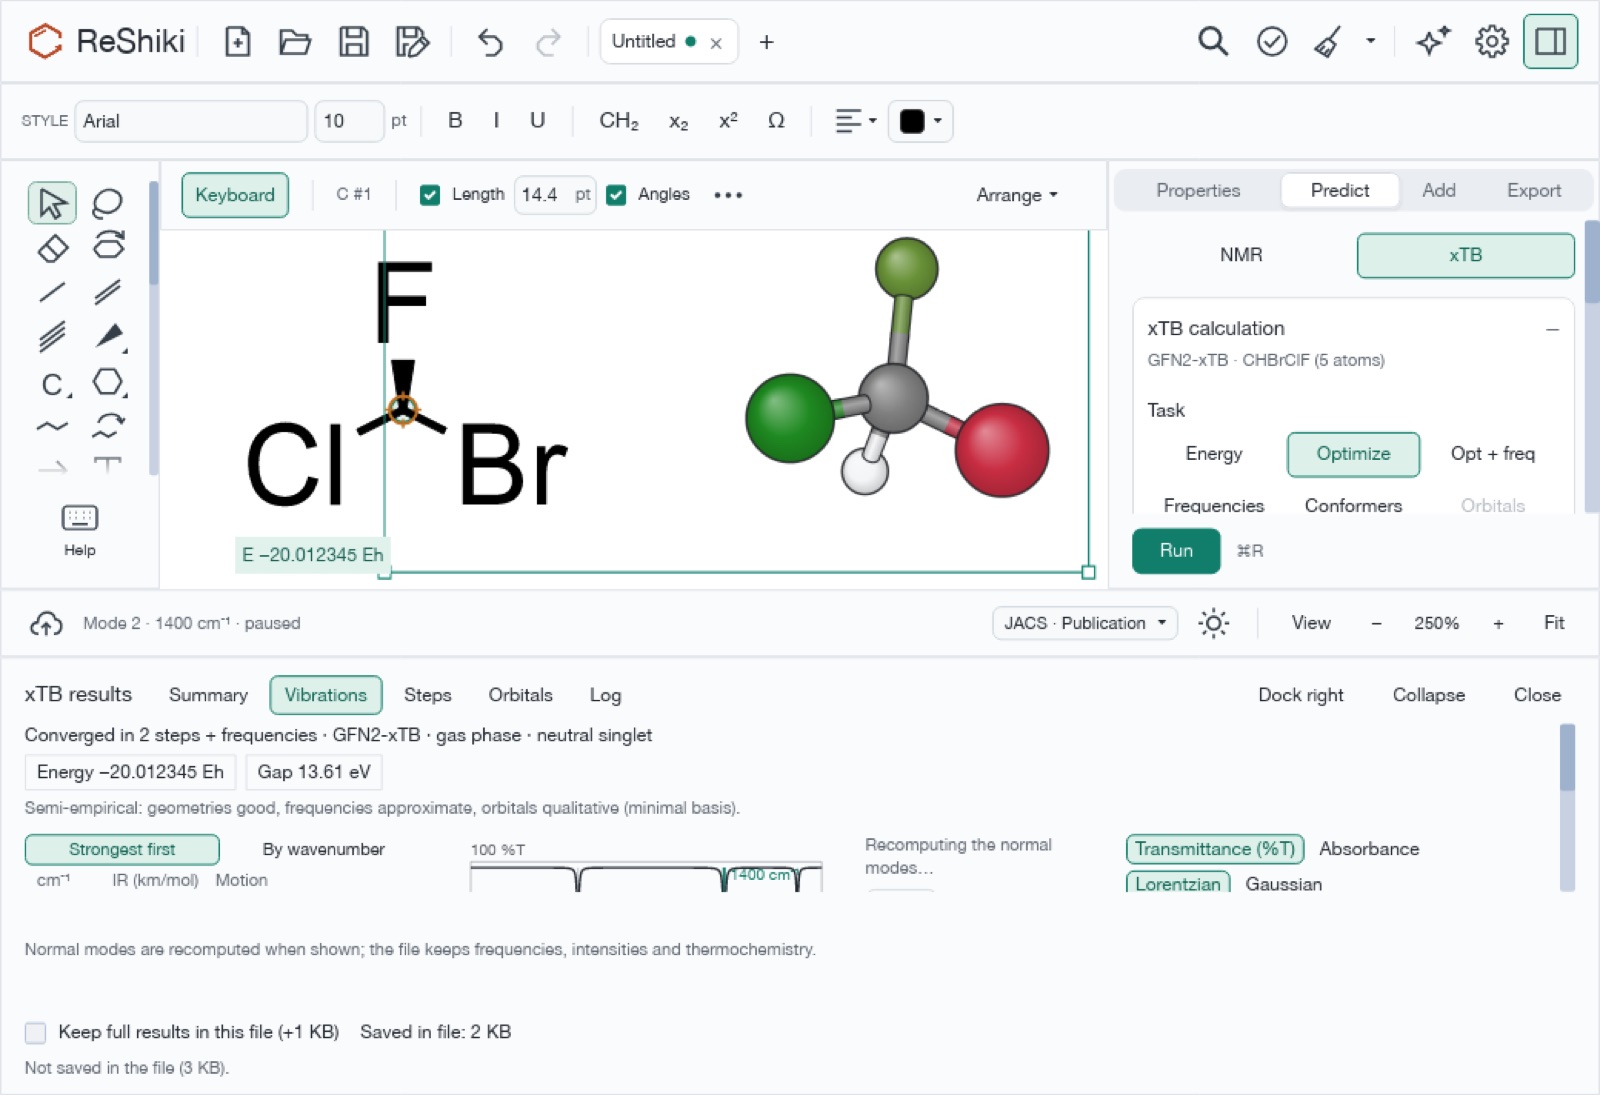 ReShiki
Untitled
STYLE Arial 10 pt B I U CH₂ x₂ x² Ω
Keyboard C #1 Length 14.4 pt Angles ••• Arrange
Properties Predict Add Export
NMR xTB
xTB calculation
GFN2-xTB · CHBrClF (5 atoms)
Task
Energy Optimize Opt + freq
Frequencies Conformers Orbitals
Run ⌘R
C
T
Help
F
Cl Br
E −20.012345 Eh
Mode 2 · 1400 cm⁻¹ · paused
JACS · Publication View − 250% + Fit
xTB results Summary Vibrations Steps Orbitals Log Dock right Collapse Close
Converged in 2 steps + frequencies · GFN2-xTB · gas phase · neutral singlet
Energy −20.012345 Eh Gap 13.61 eV
Semi-empirical: geometries good, frequencies approximate, orbitals qualitative (minimal basis).
Strongest first By wavenumber
cm⁻¹ IR (km/mol) Motion
100 %T
1400 cm⁻¹
Recomputing the normal
modes…
Transmittance (%T) Absorbance
Lorentzian Gaussian
Normal modes are recomputed when shown; the file keeps frequencies, intensities and thermochemistry.
Keep full results in this file (+1 KB) Saved in file: 2 KB
Not saved in the file (3 KB).